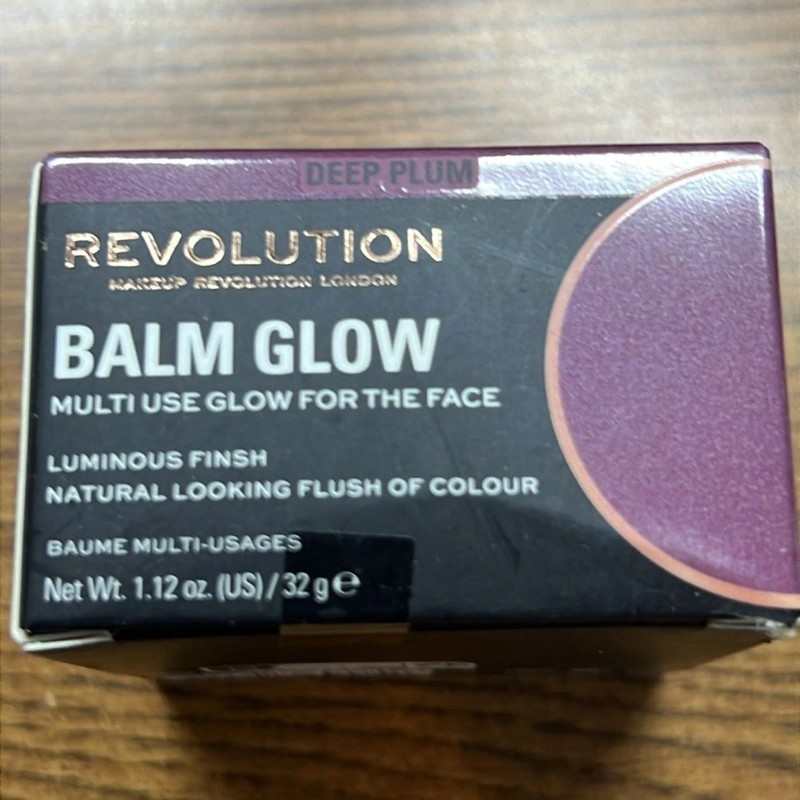 DEEP PLUM
REVOLUTION
MAKEUP REVOLUTION LONDON
BALM GLOW
MULTI USE GLOW FOR THE FACE
LUMINOUS FINSH
NATURAL LOOKING FLUSH OF COLOUR
BAUME MULTI-USAGES
Net Wt. 1.12 oz. (US) / 32 g ℮